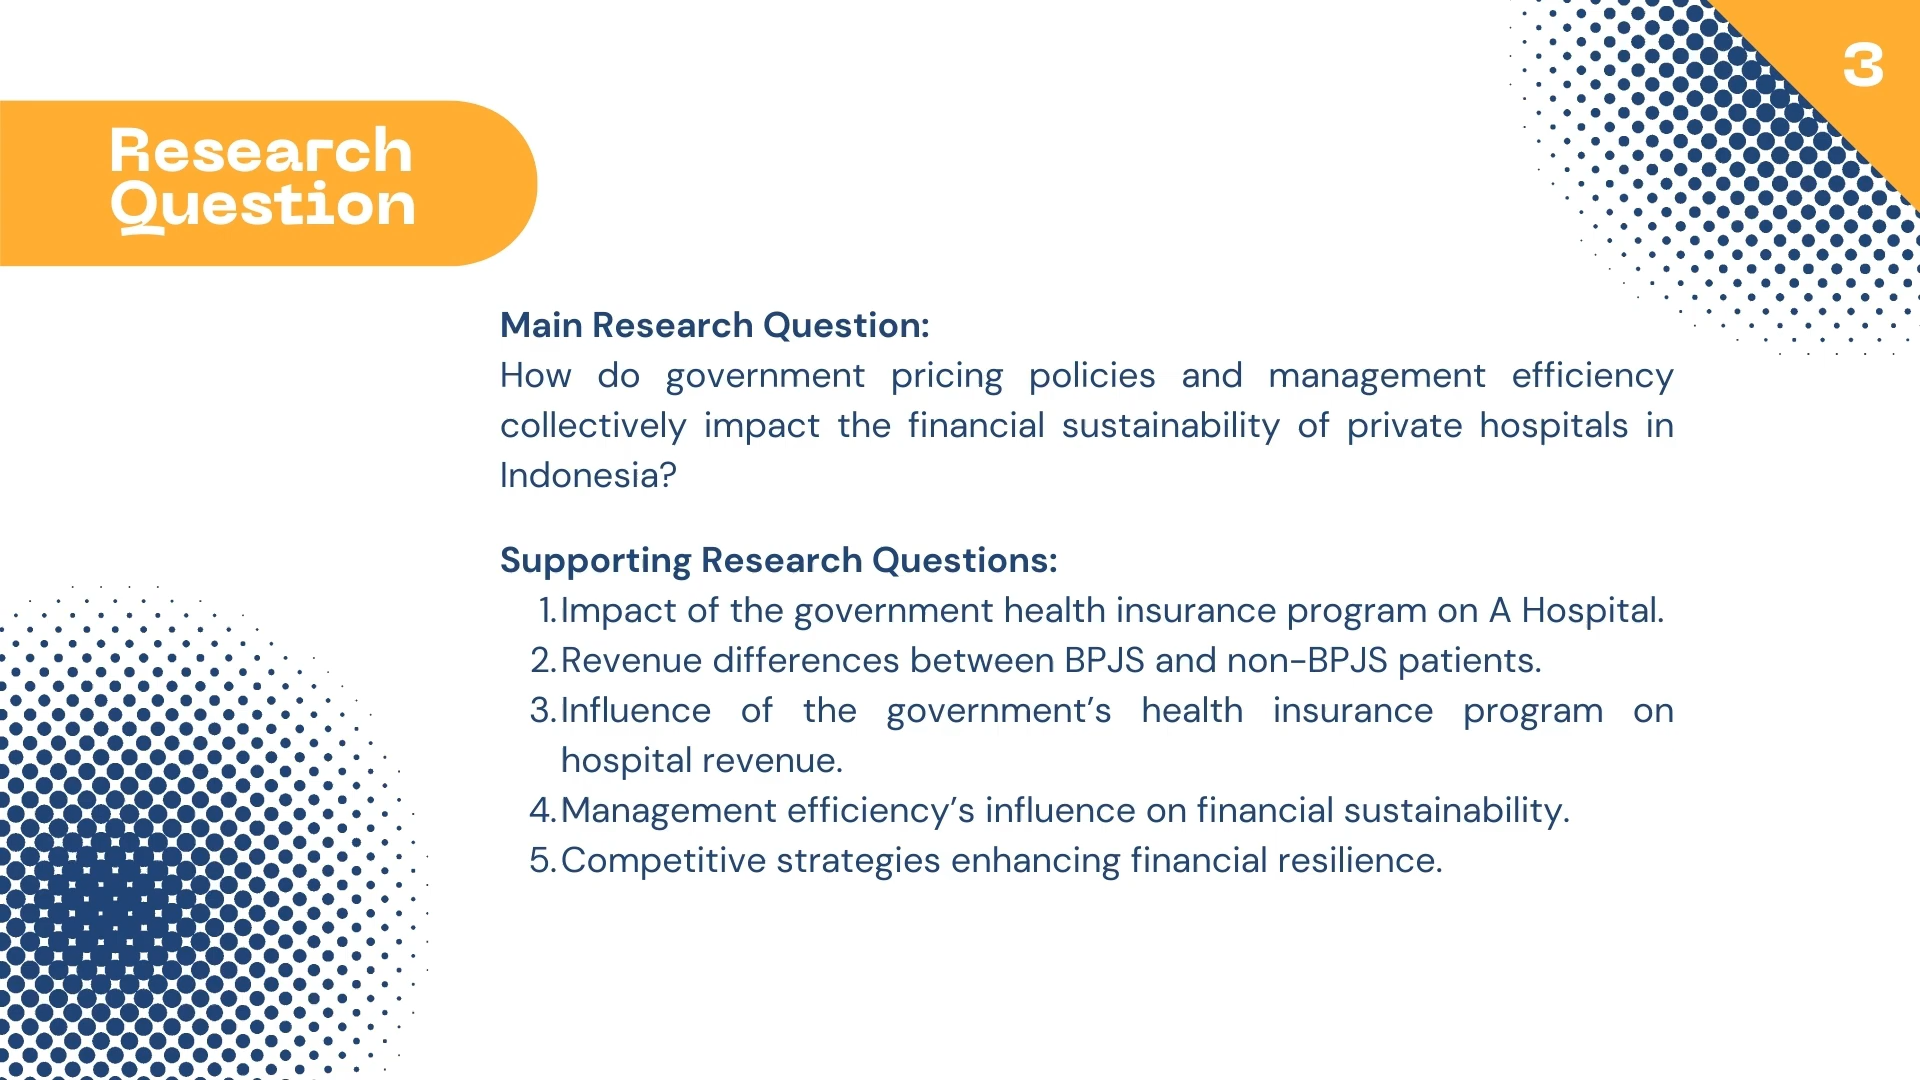 3
Research
Question
Main Research Question:
How do government pricing policies and management efficiency
collectively impact the financial sustainability of private hospitals in
Indonesia?
Supporting Research Questions:
1. Impact of the government health insurance program on A Hospital.
2. Revenue differences between BPJS and non-BPJS patients.
3. Influence of the government’s health insurance program on
hospital revenue.
4. Management efficiency’s influence on financial sustainability.
5. Competitive strategies enhancing financial resilience.